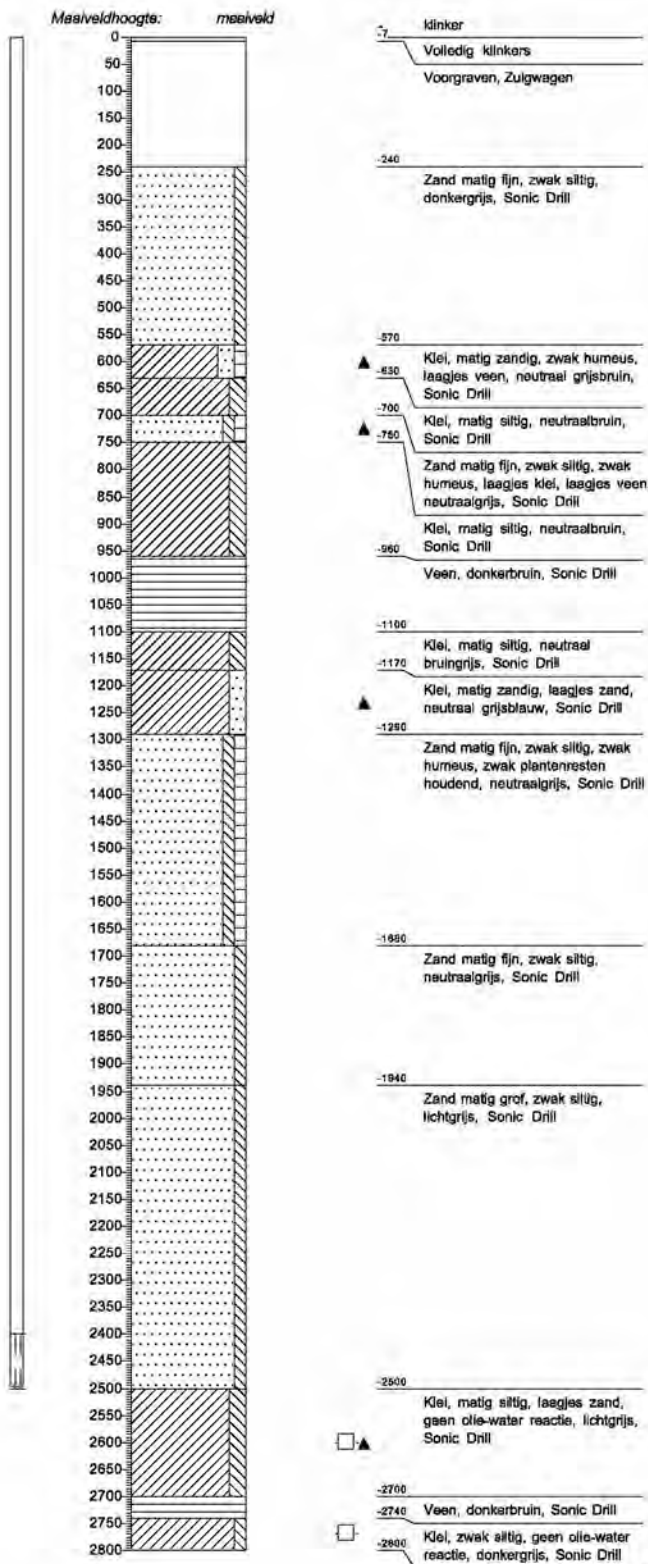 Maaiveldhoogte: maaiveld
0
50
100
150
200
250
300
350
400
450
500
550
600
650
700
750
800
850
900
950
1000
1050
1100
1150
1200
1250
1300
1350
1400
1450
1500
1550
1600
1650
1700
1750
1800
1850
1900
1950
2000
2050
2100
2150
2200
2250
2300
2350
2400
2450
2500
2550
2600
2650
2700
2750
2800
klinker
-7
Volledig klinkers
Voorgraven, Zuigwagen
-240
Zand matig fijn, zwak siltig,
donkergrijs, Sonic Drill
-570
Klei, matig zandig, zwak humeus,
laagjes veen, neutraal grijsbruin,
Sonic Drill
-630
Klei, matig siltig, neutraalbruin,
Sonic Drill
-700
Zand matig fijn, zwak siltig, zwak
humeus, laagjes klei, laagjes veen
neutraalgrijs, Sonic Drill
-750
Klei, matig siltig, neutraalbruin,
Sonic Drill
-960
Veen, donkerbruin, Sonic Drill
-1100
Klei, matig siltig, neutraal
bruingrijs, Sonic Drill
-1170
Klei, matig zandig, laagjes zand,
neutraal grijsblauw, Sonic Drill
-1290
Zand matig fijn, zwak siltig, zwak
humeus, zwak plantenresten
houdend, neutraalgrijs, Sonic Drill
-1680
Zand matig fijn, zwak siltig,
neutraalgrijs, Sonic Drill
-1940
Zand matig grof, zwak siltig,
lichtgrijs, Sonic Drill
-2500
Klei, matig siltig, laagjes zand,
geen olie-water reactie, lichtgrijs,
Sonic Drill
-2700
Veen, donkerbruin, Sonic Drill
-2740
Klei, zwak siltig, geen olie-water
reactie, donkergrijs, Sonic Drill
-2800